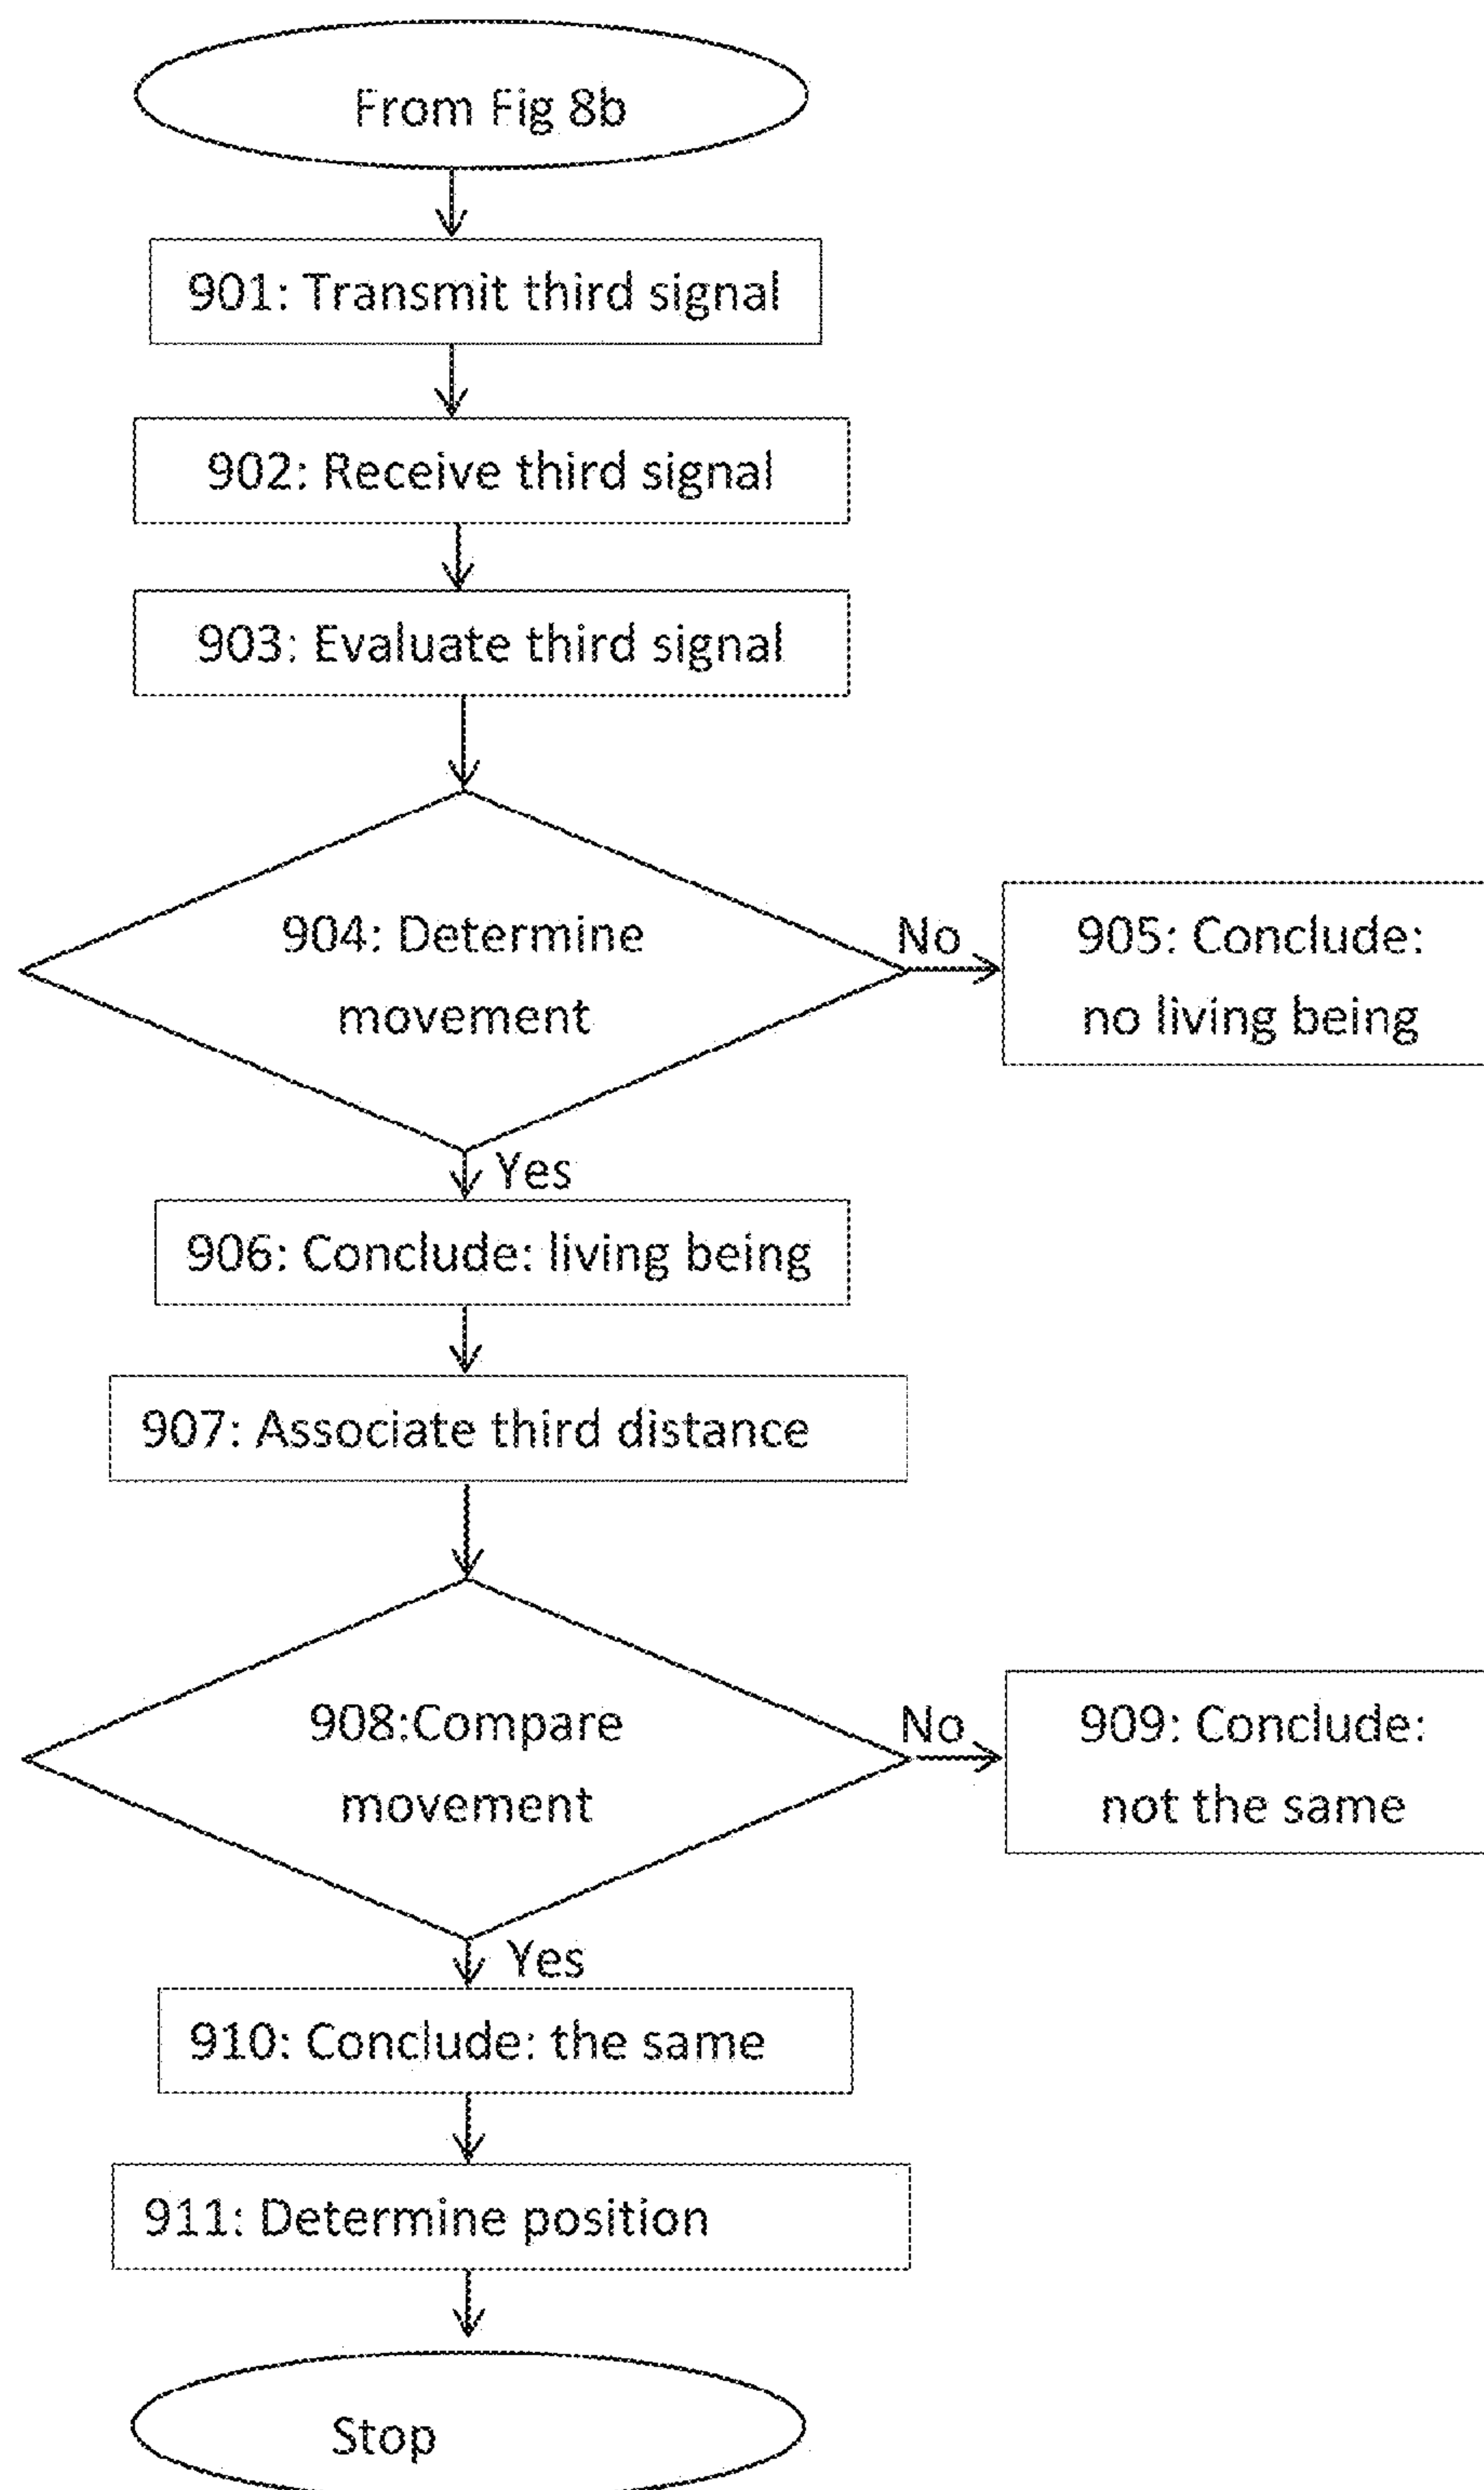 From Fig 8b
901: Transmit third signal
902: Receive third signal
903: Evaluate third signal
904: Determine
movement
No
905: Conclude:
no living being
Yes
906: Conclude: living being
907: Associate third distance
908:Compare
movement
No
909: Conclude:
not the same
Yes
910: Conclude: the same
911: Determine position
Stop